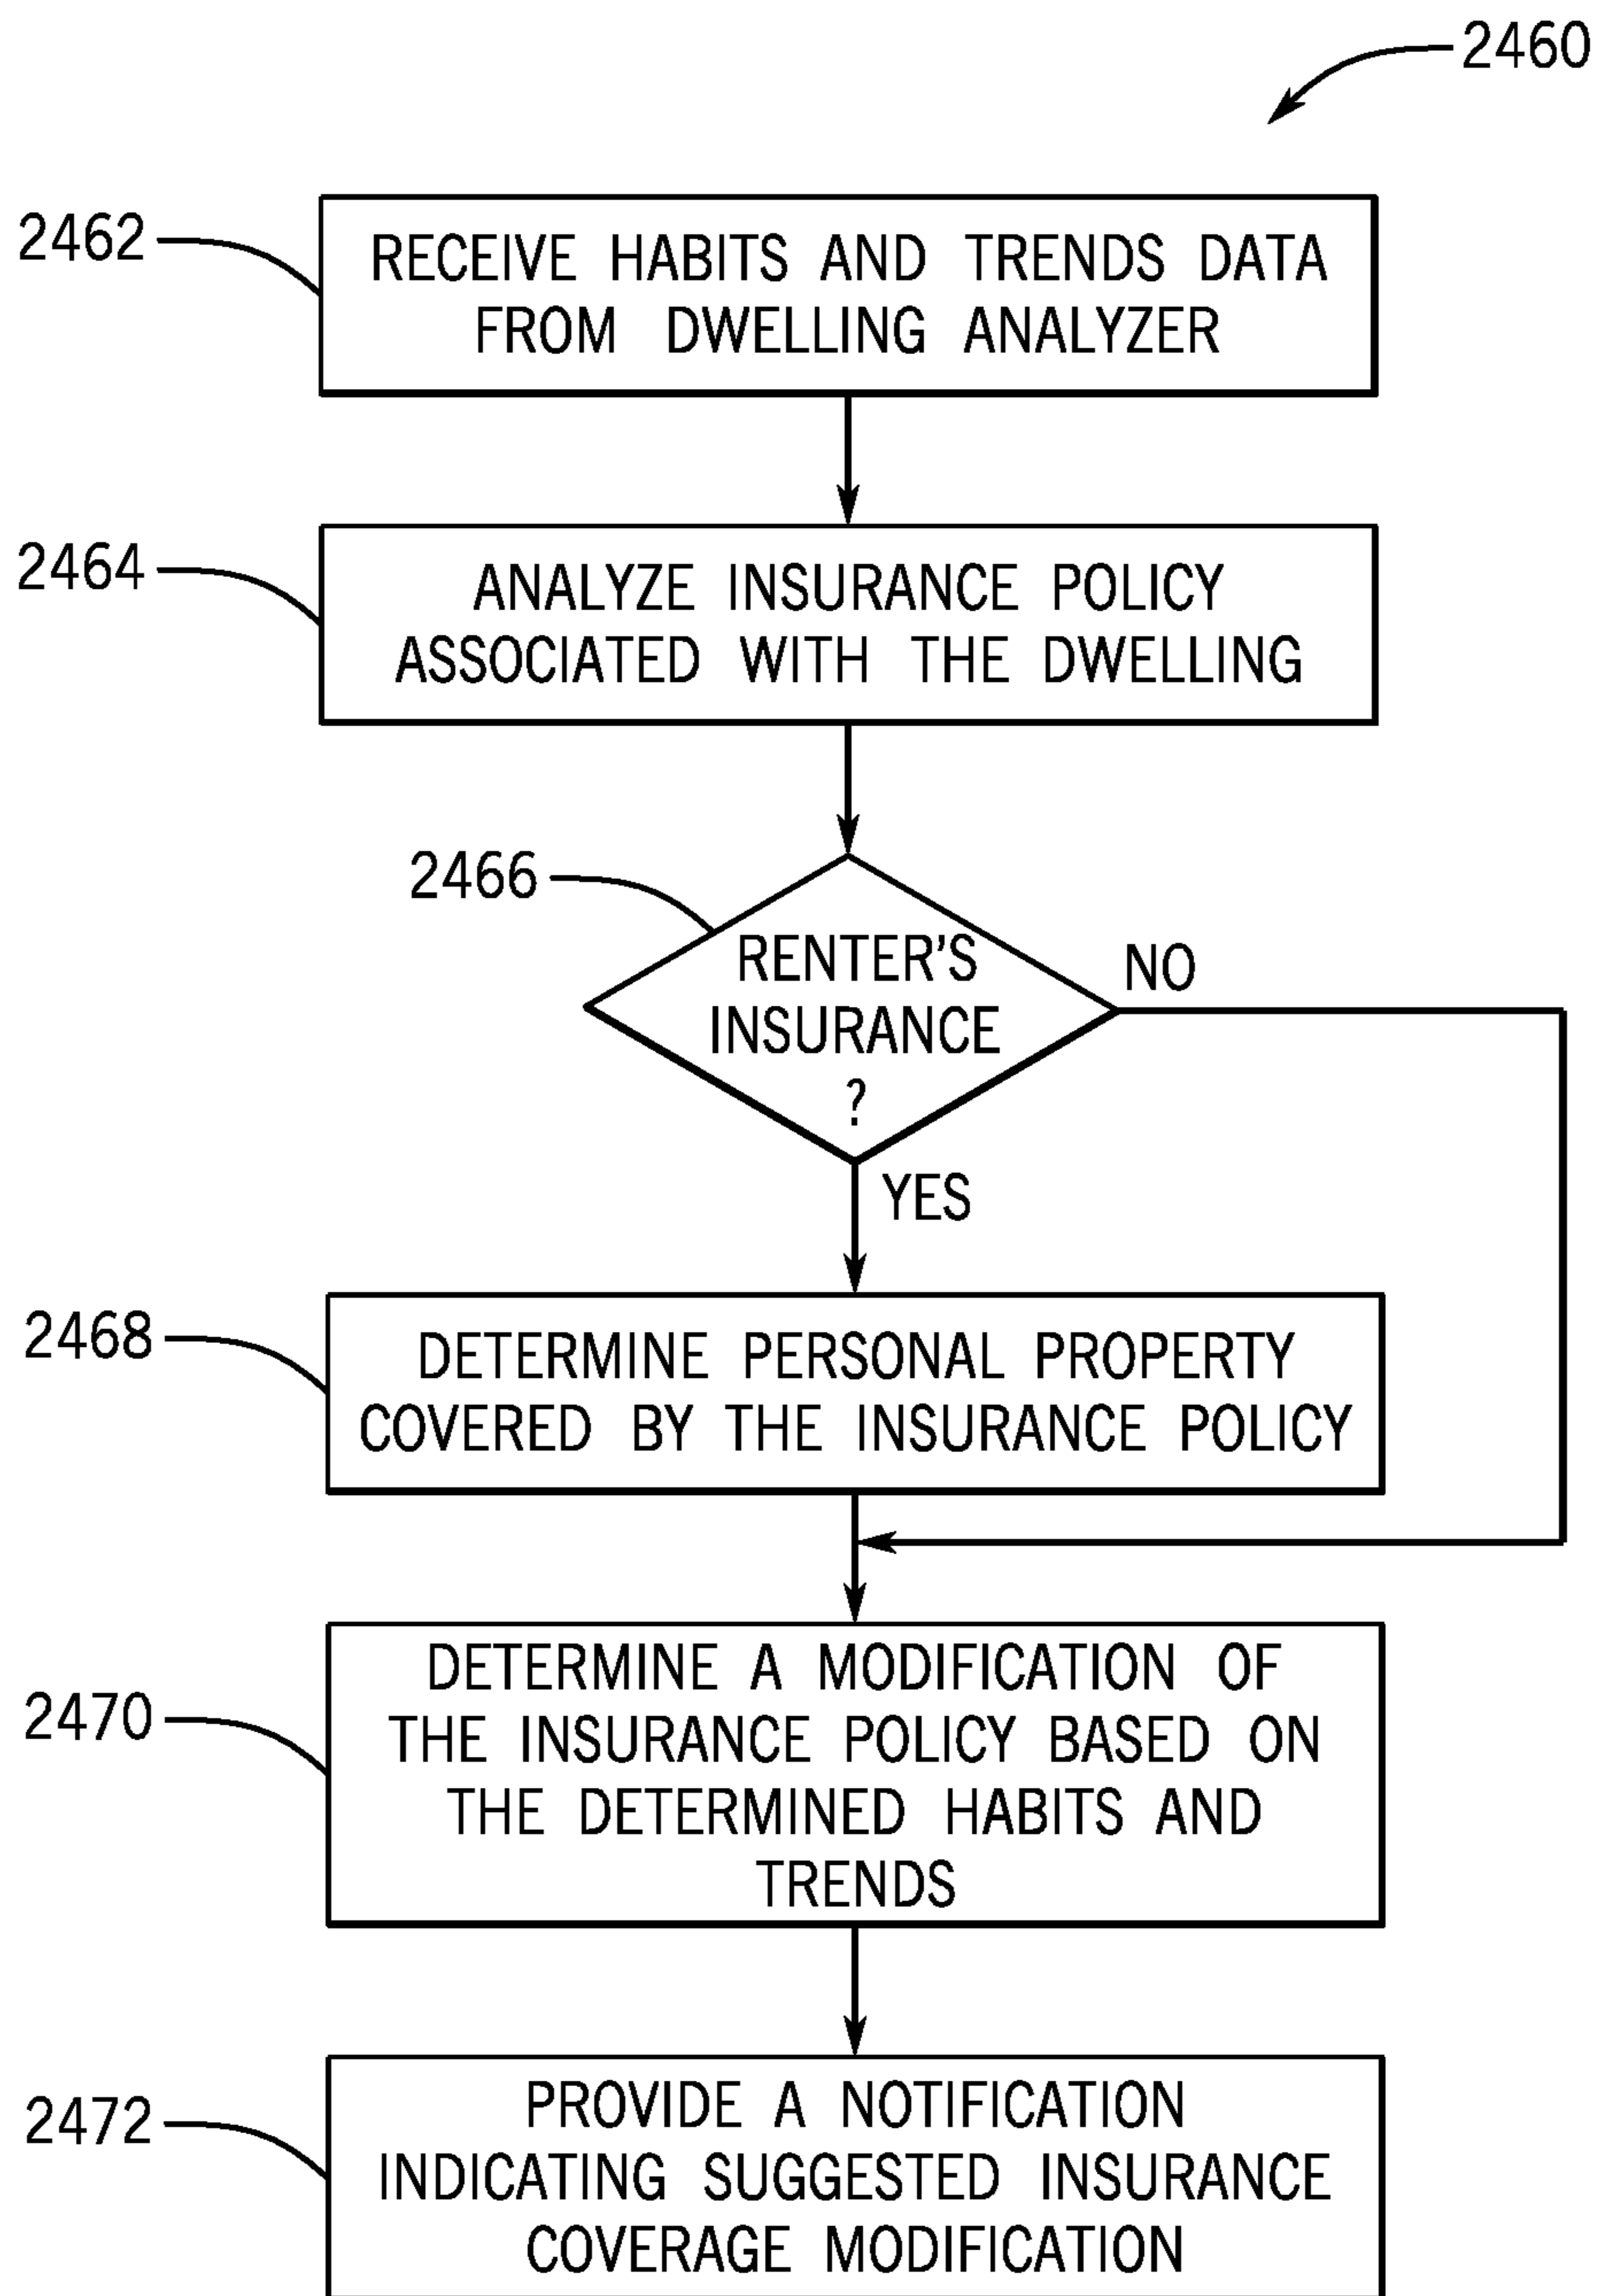 2460
2462
RECEIVE HABITS AND TRENDS DATA
FROM DWELLING ANALYZER
2464
ANALYZE INSURANCE POLICY
ASSOCIATED WITH THE DWELLING
2466
RENTER'S
INSURANCE
?
NO
YES
2468
DETERMINE PERSONAL PROPERTY
COVERED BY THE INSURANCE POLICY
2470
DETERMINE A MODIFICATION OF
THE INSURANCE POLICY BASED ON
THE DETERMINED HABITS AND
TRENDS
2472
PROVIDE A NOTIFICATION
INDICATING SUGGESTED INSURANCE
COVERAGE MODIFICATION